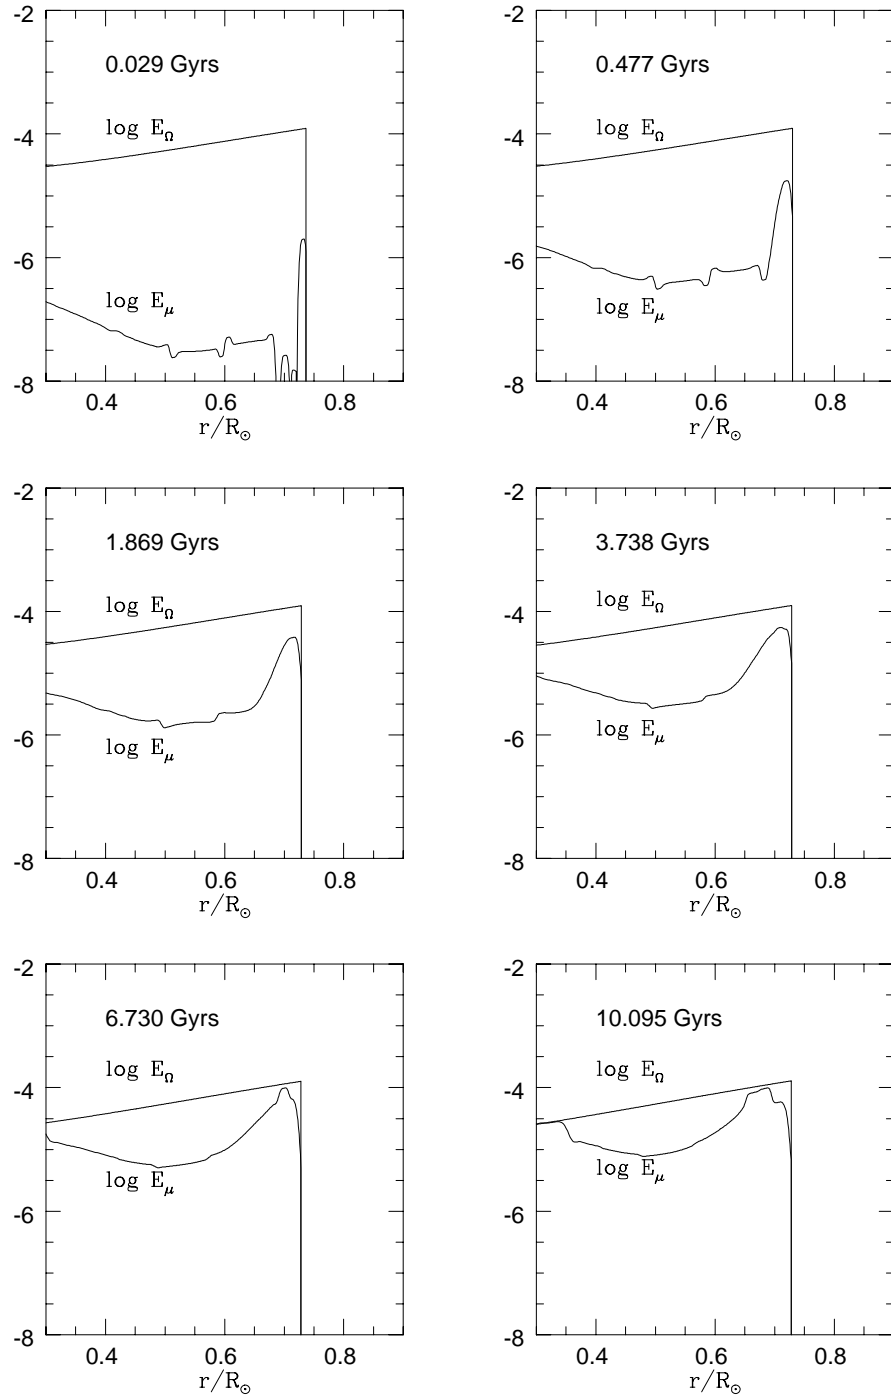 -2 -2
0.029 Gyrs 0.477 Gyrs
log E_Ω log E_Ω
-4 -4
-6 -6
log E_μ log E_μ
-8 -8
0.4 0.6 0.8 0.4 0.6 0.8
r/R_⊙ r/R_⊙
-2 -2
1.869 Gyrs 3.738 Gyrs
log E_Ω log E_Ω
-4 -4
-6 -6
log E_μ log E_μ
-8 -8
0.4 0.6 0.8 0.4 0.6 0.8
r/R_⊙ r/R_⊙
-2 -2
6.730 Gyrs 10.095 Gyrs
log E_Ω log E_Ω
-4 -4
log E_μ log E_μ
-6 -6
-8 -8
0.4 0.6 0.8 0.4 0.6 0.8
r/R_⊙ r/R_⊙